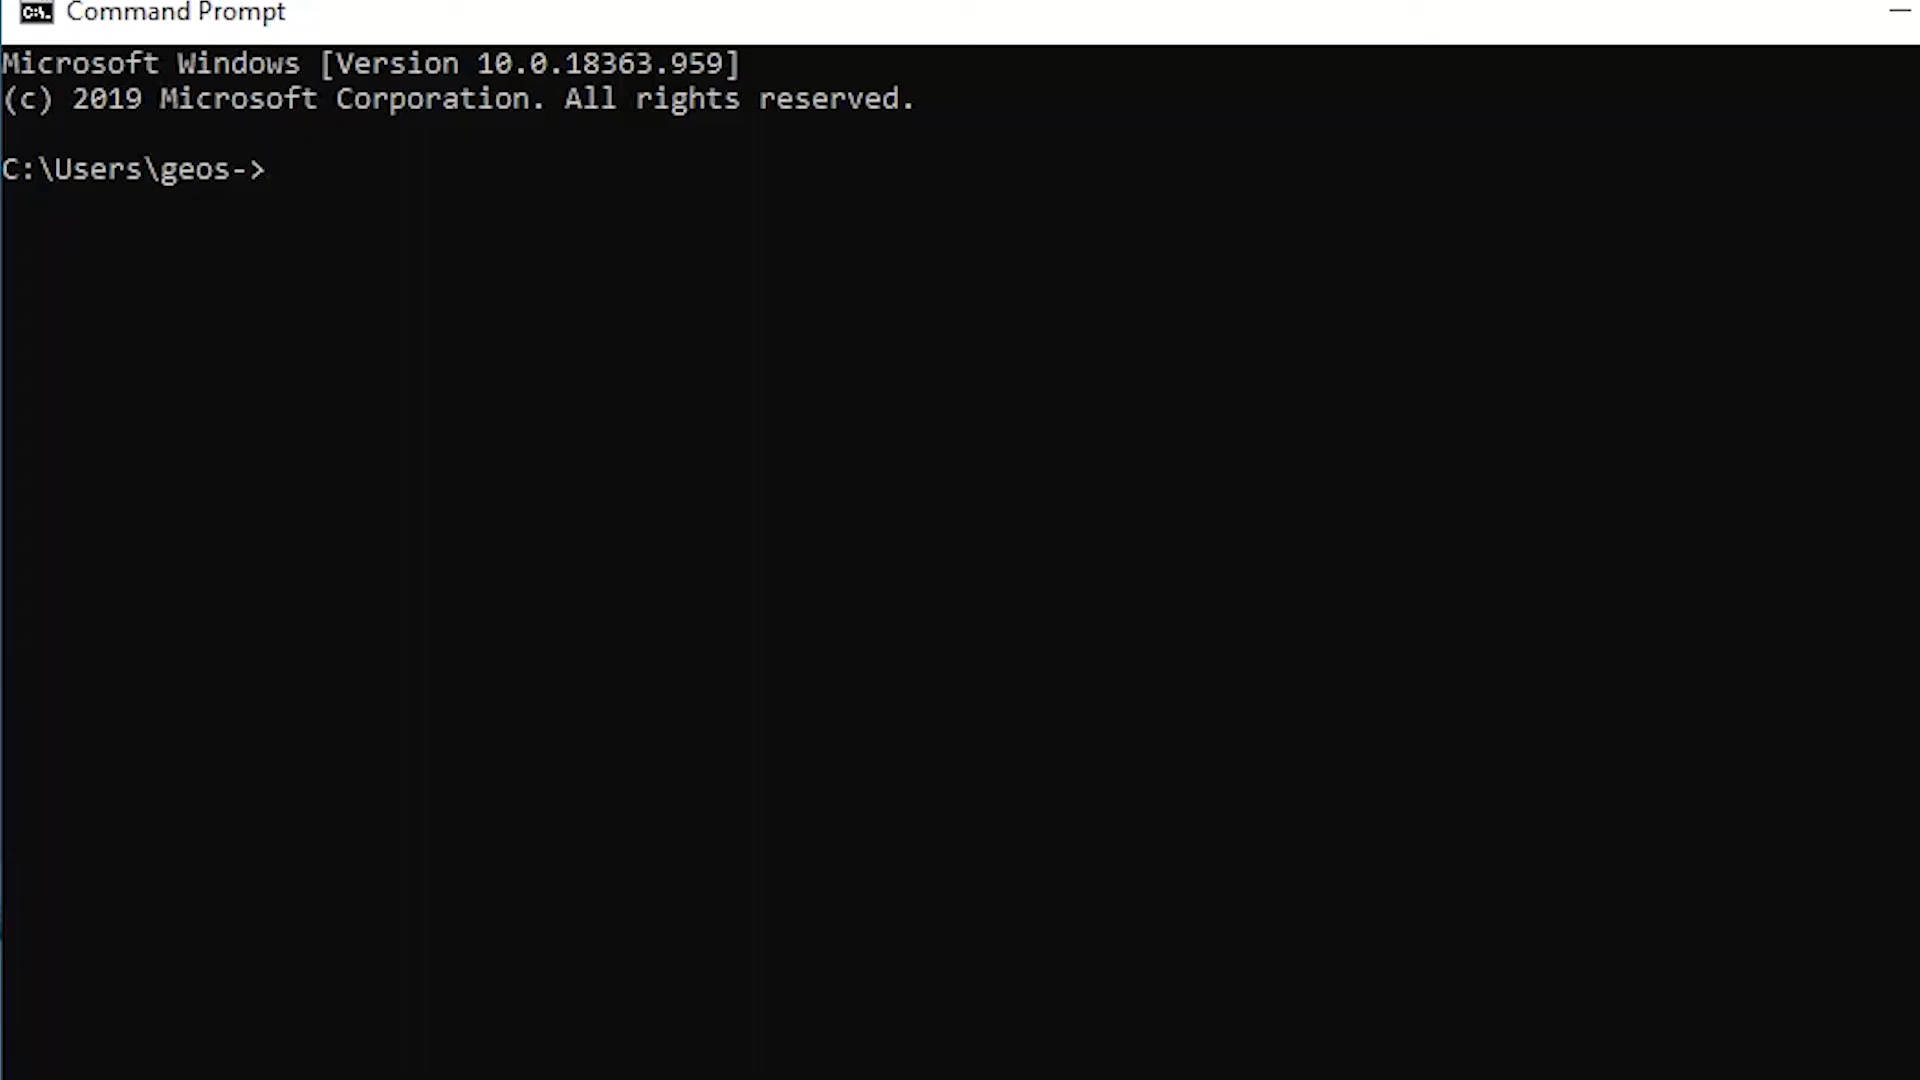 Command Prompt
Microsoft Windows [Version 10.0.18363.959]
(c) 2019 Microsoft Corporation. All rights reserved.
C:\Users\geos->